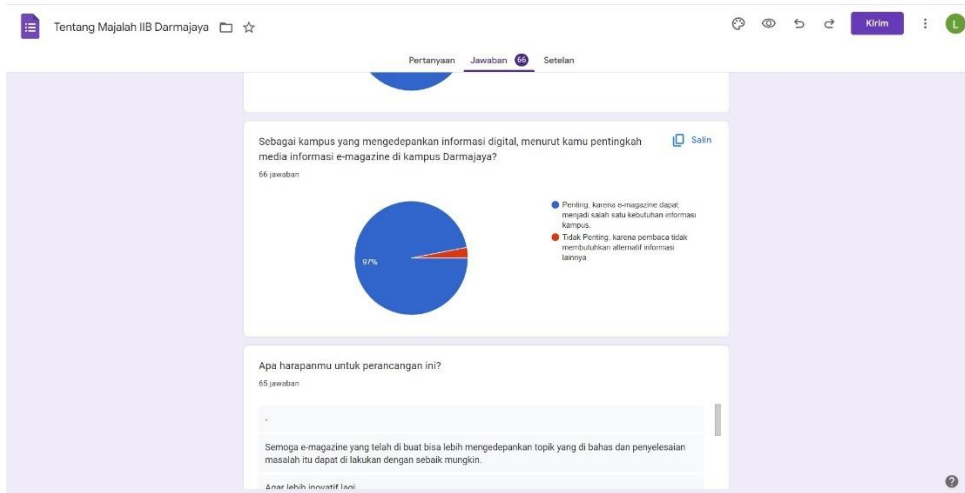 Tentang Majalah IIB Darmajaya
Kirim
L
Pertanyaan Jawaban 66 Setelan
Sebagai kampus yang mengedepankan informasi digital, menurut kamu pentingkah
media informasi e-magazine di kampus Darmajaya?
Salin
66 jawaban
Penting, karena e-magazine dapat
menjadi salah satu kebutuhan informasi
kampus.
Tidak Penting, karena pembaca tidak
membutuhkan alternatif informasi
lainnya
97%
Apa harapanmu untuk perancangan ini?
65 jawaban
-
Semoga e-magazine yang telah di buat bisa lebih mengedepankan topik yang di bahas dan penyelesaian
masalah itu dapat di lakukan dengan sebaik mungkin.
Agar lebih inovatif lagi